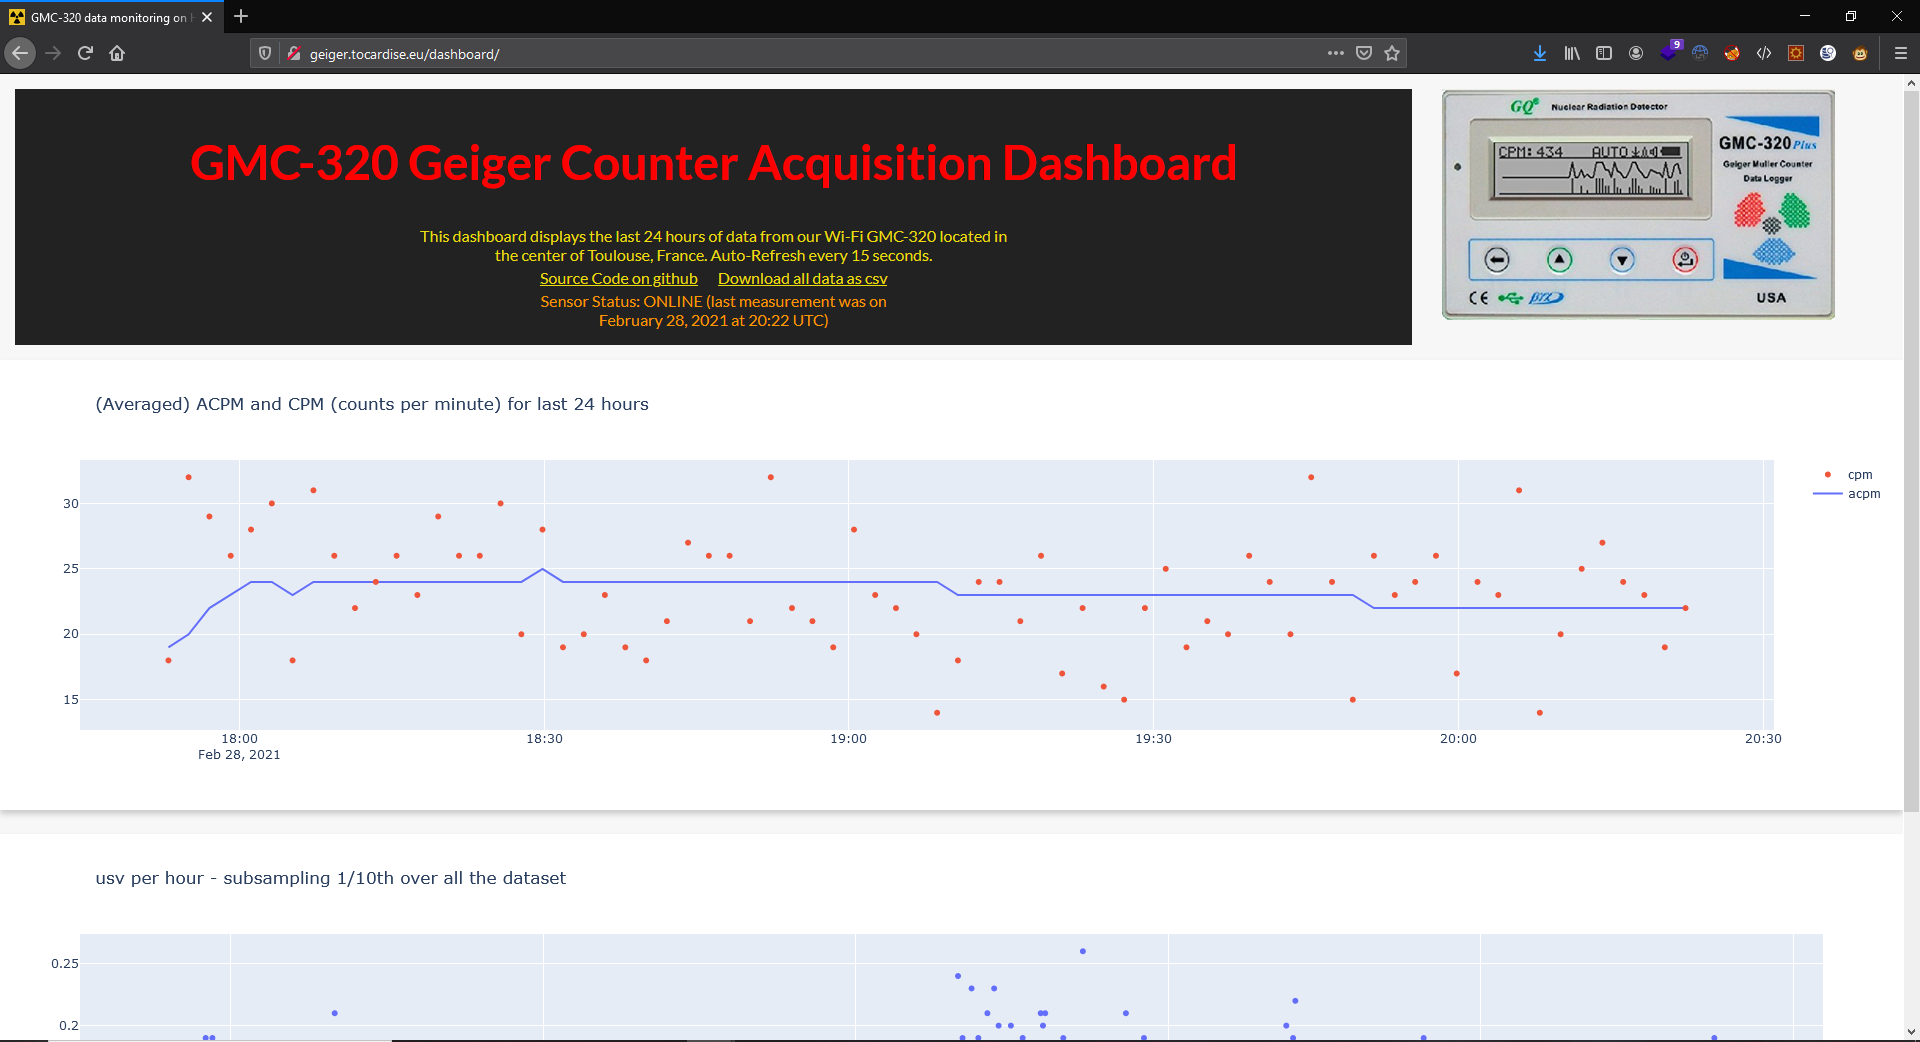 GMC-320 data monitoring on
geiger.tocardise.eu/dashboard/
9
GMC-320 Geiger Counter Acquisition Dashboard
This dashboard displays the last 24 hours of data from our Wi-Fi GMC-320 located in
the center of Toulouse, France. Auto-Refresh every 15 seconds.
Source Code on github Download all data as csv
Sensor Status: ONLINE (last measurement was on
February 28, 2021 at 20:22 UTC)
GQ Nuclear Radiation Detector
CPM: 434 AUTO
GMC-320 Plus
Geiger Muller Counter
Data Logger
CE
USA
(Averaged) ACPM and CPM (counts per minute) for last 24 hours
cpm
acpm
30
25
20
15
18:00 18:30 19:00 19:30 20:00 20:30
Feb 28, 2021
usv per hour - subsampling 1/10th over all the dataset
0.25
0.2